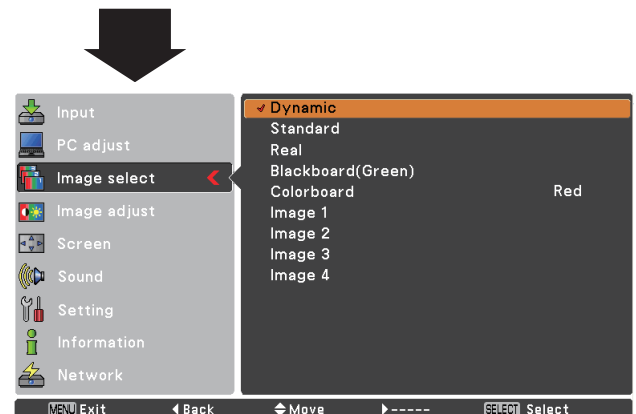 Input
PC adjust
Image select
Image adjust
Screen
Sound
Setting
Information
Network
Dynamic
Standard
Real
Blackboard(Green)
Colorboard Red
Image 1
Image 2
Image 3
Image 4
MENU Exit Back Move ----- SELECT Select